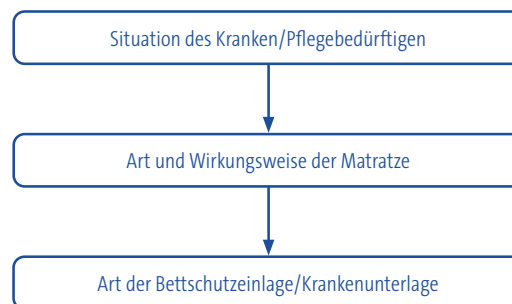 Situation des Kranken/Pflegebedürftigen
Art und Wirkungsweise der Matratze
Art der Bettschutzeinlage/Krankenunterlage